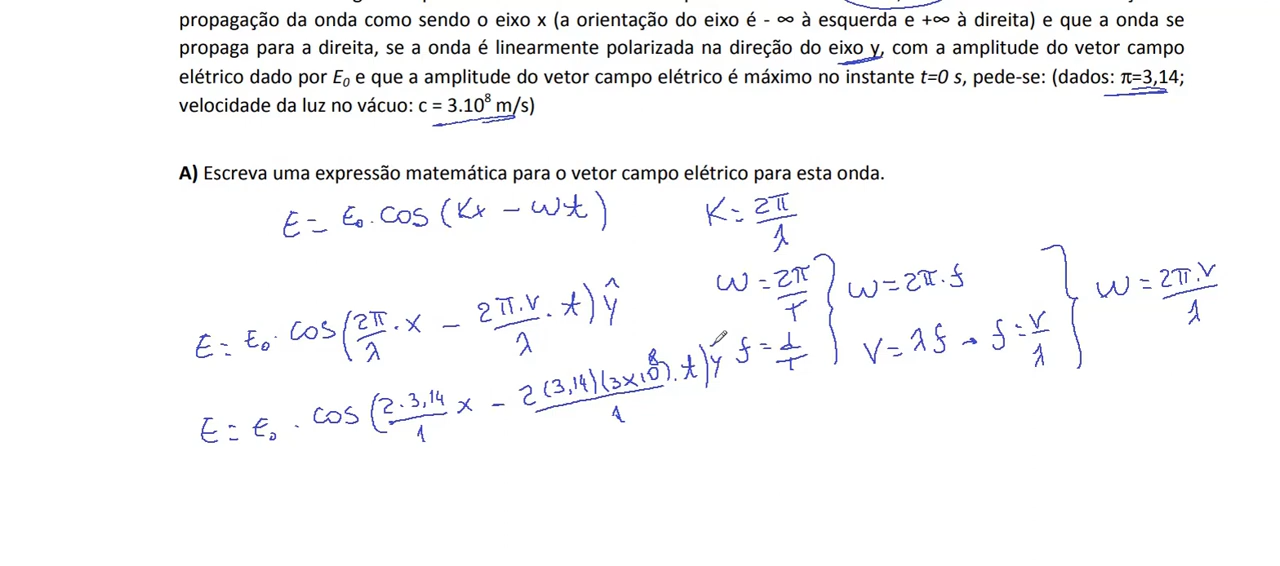 propagação da onda como sendo o eixo x (a orientação do eixo é - ∞ à esquerda e +∞ à direita) e que a onda se
propaga para a direita, se a onda é linearmente polarizada na direção do eixo y, com a amplitude do vetor campo
elétrico dado por E₀ e que a amplitude do vetor campo elétrico é máximo no instante t=0 s, pede-se: (dados: π=3,14;
velocidade da luz no vácuo: c = 3.10⁸ m/s)
A) Escreva uma expressão matemática para o vetor campo elétrico para esta onda.
E = E₀ . cos (Kx - ωt) K = 2π/λ
ω = 2π/T } ω = 2π.f ] ω = 2π.v/λ
E = E₀ . cos (2π/λ . x - 2π.v/λ . t) ŷ
f = 1/T V = λf → f = v/λ
E = E₀ . cos (2.3,14/1 x - 2(3,14)(3x10⁸)/1 . t) ŷ